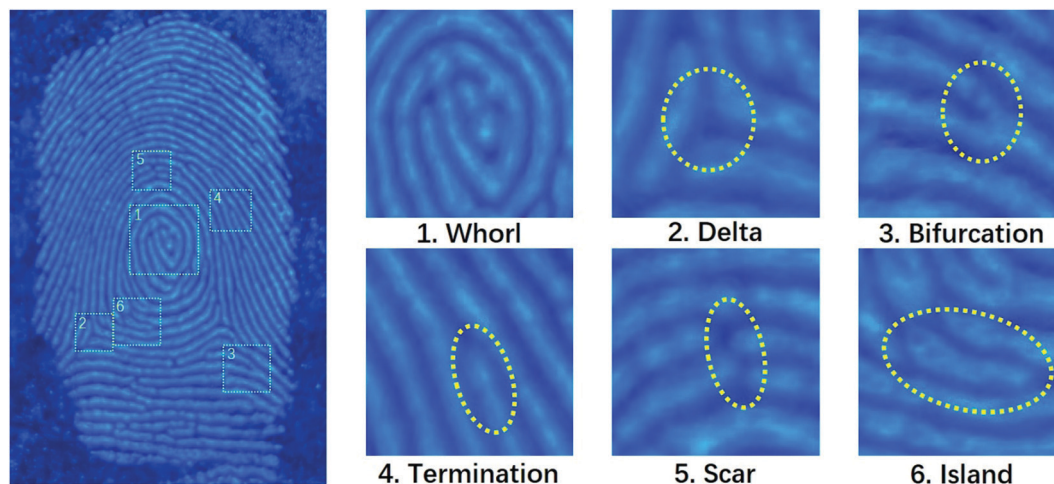 5
4
1
6
2
3
1. Whorl
2. Delta
3. Bifurcation
4. Termination
5. Scar
6. Island